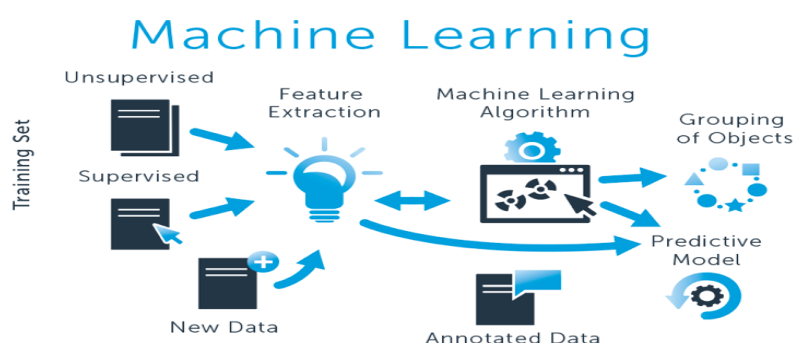 Machine Learning
Unsupervised
Feature
Extraction
Machine Learning
Algorithm
Grouping
of Objects
Training Set
Supervised
Predictive
Model
New Data
Annotated Data